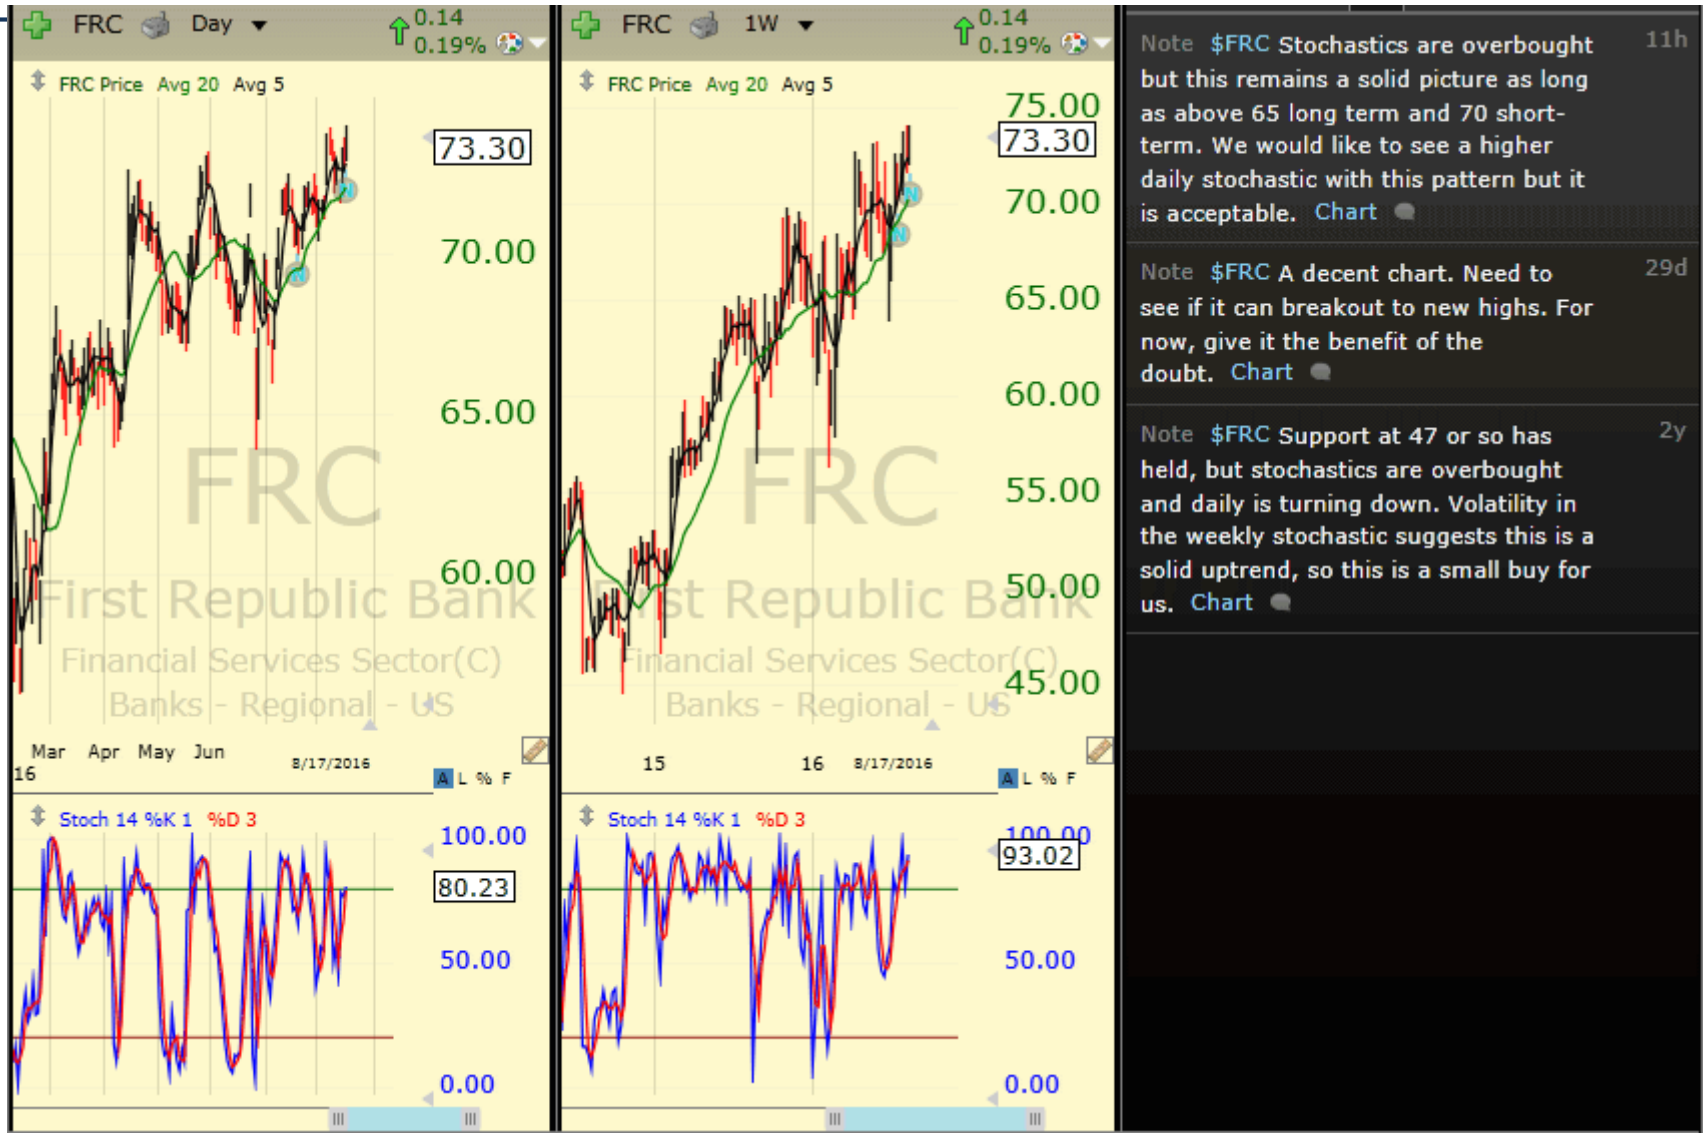 FRC Day 0.14
0.19%
FRC Price Avg 20 Avg 5
73.30
70.00
65.00
60.00
FRC
First Republic Bank
Financial Services Sector(C)
Banks - Regional - US
N
N
Mar Apr May Jun
16 8/17/2016
A L % F
Stoch 14 %K 1 %D 3
100.00
80.23
50.00
0.00
FRC 1W 0.14
0.19%
FRC Price Avg 20 Avg 5
75.00
73.30
70.00
65.00
60.00
55.00
50.00
45.00
FRC
First Republic Bank
Financial Services Sector(C)
Banks - Regional - US
N
N
15 16 8/17/2016
A L % F
Stoch 14 %K 1 %D 3
100.00
93.02
50.00
0.00
Note $FRC Stochastics are overbought 11h
but this remains a solid picture as long
as above 65 long term and 70 short-
term. We would like to see a higher
daily stochastic with this pattern but it
is acceptable. Chart
Note $FRC A decent chart. Need to 29d
see if it can breakout to new highs. For
now, give it the benefit of the
doubt. Chart
Note $FRC Support at 47 or so has 2y
held, but stochastics are overbought
and daily is turning down. Volatility in
the weekly stochastic suggests this is a
solid uptrend, so this is a small buy for
us. Chart